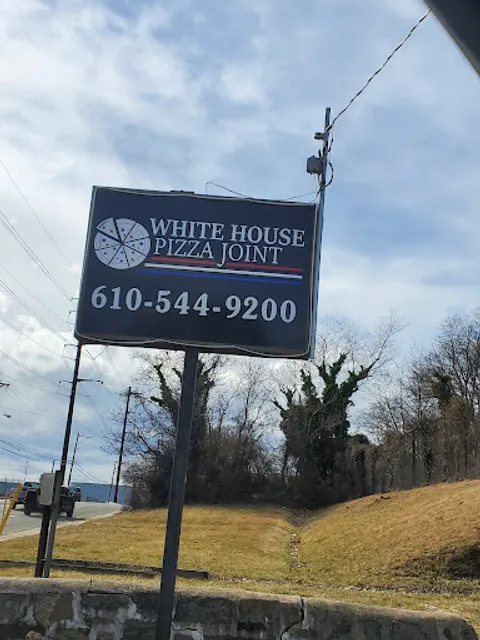 WHITE HOUSE
PIZZA JOINT
610-544-9200